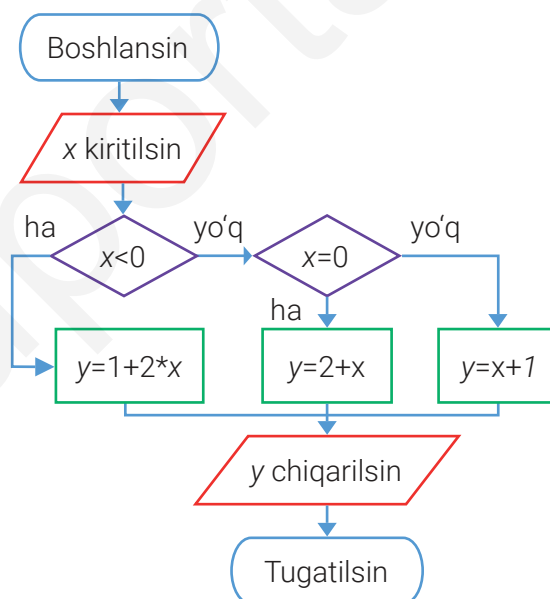 Boshlansin
x kiritilsin
ha
x<0
yo‘q
x=0
yo‘q
ha
y=1+2*x
y=2+x
y=x+1
y chiqarilsin
Tugatilsin